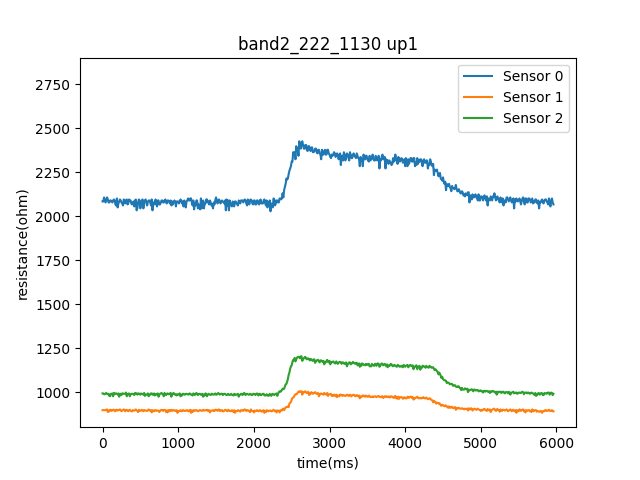 band2_222_1130 up1
Sensor 0
Sensor 1
Sensor 2
resistance(ohm)
2750
2500
2250
2000
1750
1500
1250
1000
0 1000 2000 3000 4000 5000 6000
time(ms)